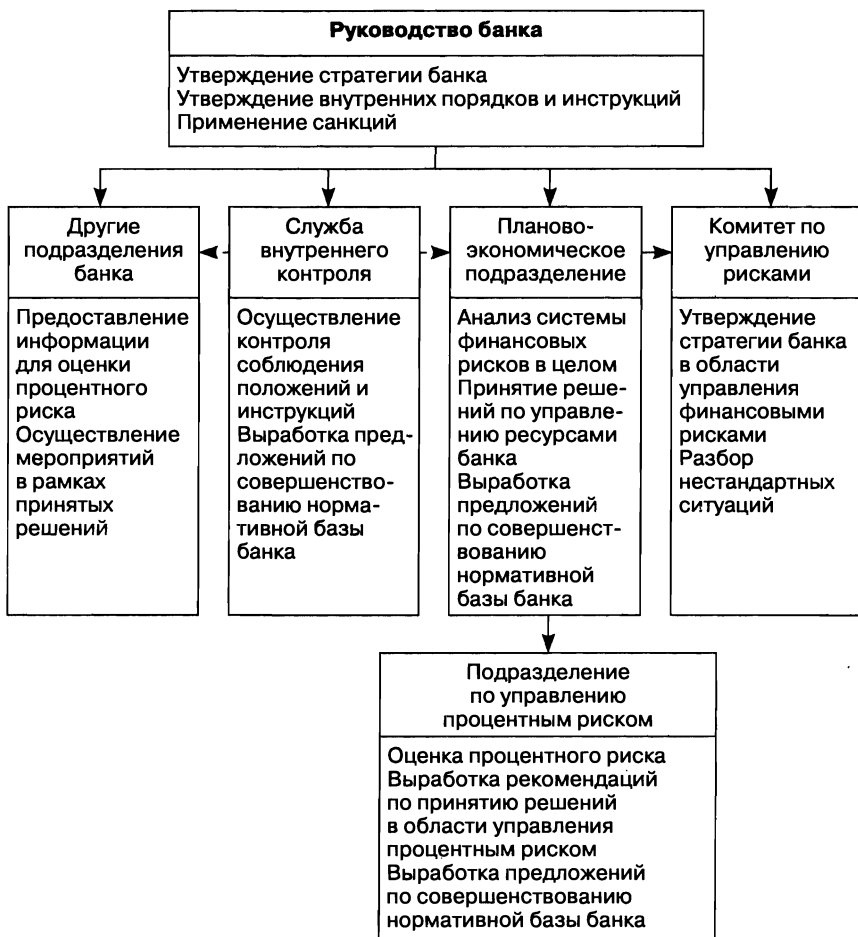 Руководство банка
Утверждение стратегии банка
Утверждение внутренних порядков и инструкций
Применение санкций
Другие
подразделения
банка
Предоставление
информации
для оценки
процентного
риска
Осуществление
мероприятий
в рамках
принятых
решений
Служба
внутреннего
контроля
Осуществление
контроля
соблюдения
положений и
инструкций
Выработка пред-
ложений по
совершенство-
ванию норма-
тивной базы
банка
Планово-
экономическое
подразделение
Анализ системы
финансовых
рисков в целом
Принятие реше-
ний по управле-
нию ресурсами
банка
Выработка
предложений
по совершенст-
вованию
нормативной
базы банка
Комитет по
управлению
рисками
Утверждение
стратегии банка
в области
управления
финансовыми
рисками
Разбор
нестандартных
ситуаций
Подразделение
по управлению
процентным риском
Оценка процентного риска
Выработка рекомендаций
по принятию решений
в области управления
процентным риском
Выработка предложений
по совершенствованию
нормативной базы банка